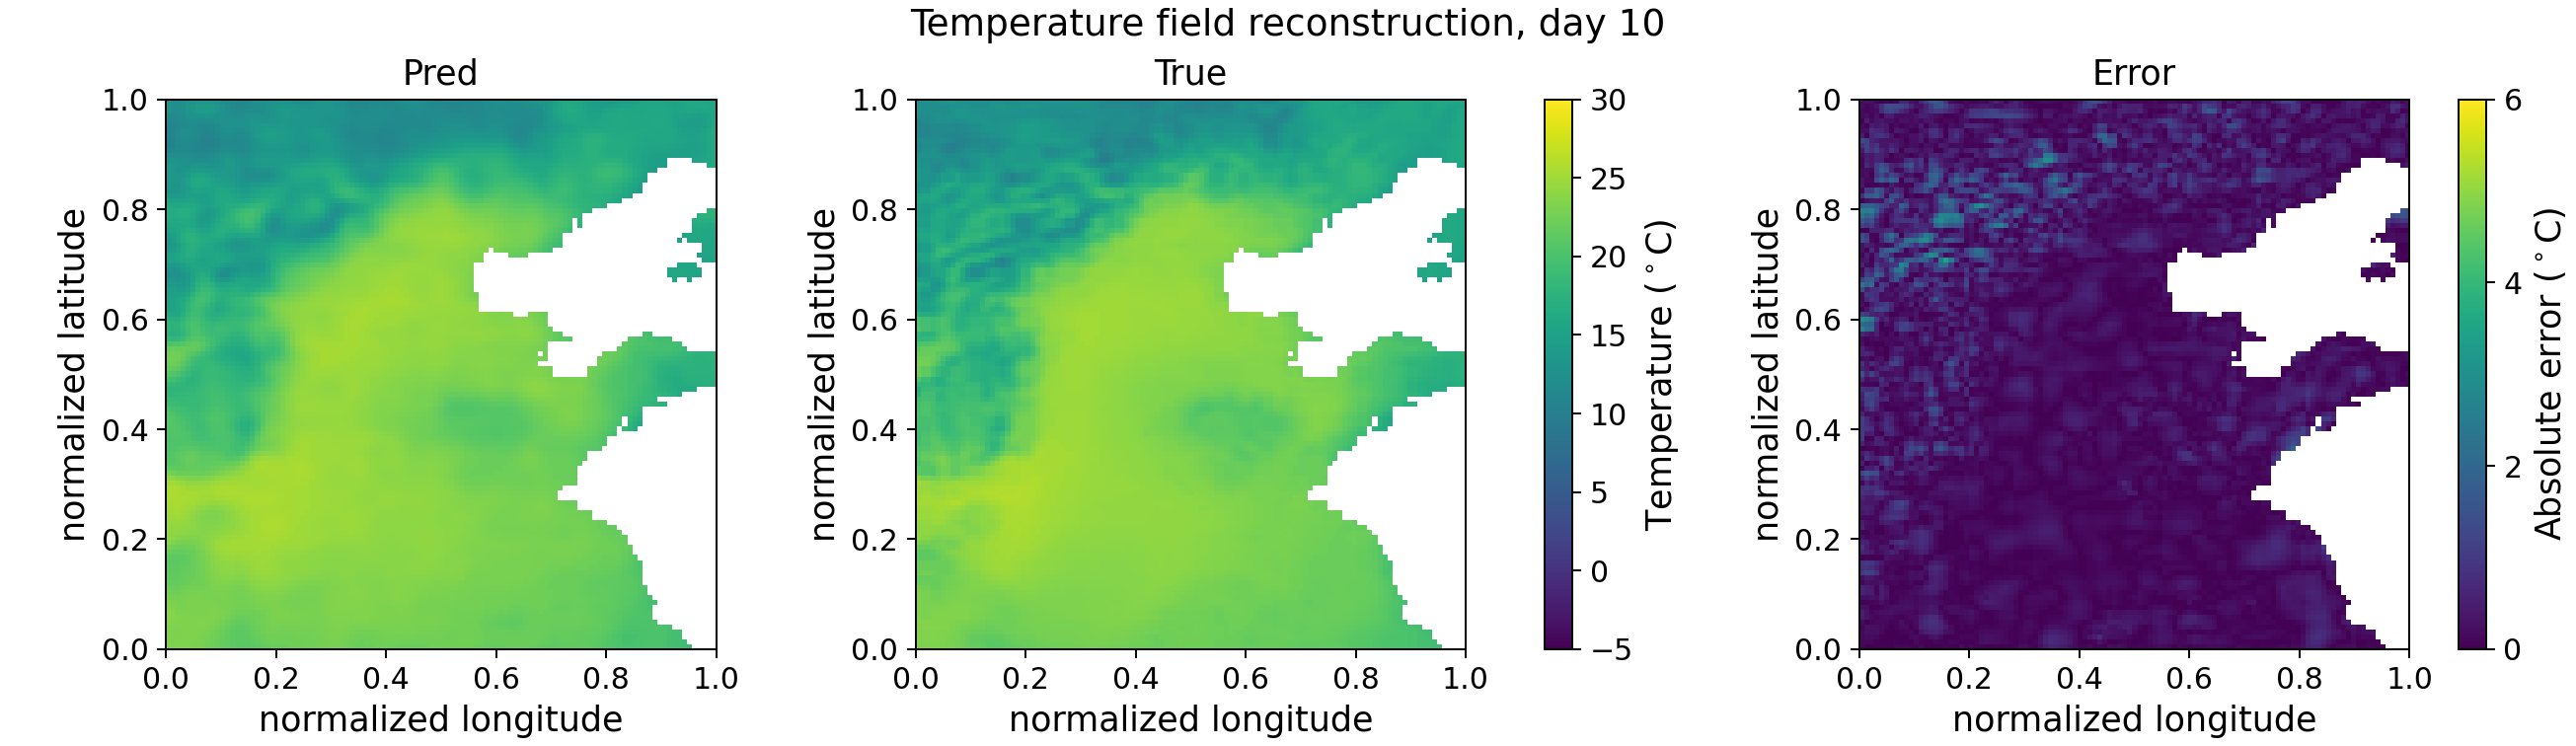 Temperature field reconstruction, day 10
Pred
1.0
0.8
0.6
0.4
0.2
0.0
normalized latitude
0.0 0.2 0.4 0.6 0.8 1.0
normalized longitude
True
1.0
0.8
0.6
0.4
0.2
0.0
normalized latitude
0.0 0.2 0.4 0.6 0.8 1.0
normalized longitude
30
25
20
15
10
5
0
−5
Temperature (°C)
Error
1.0
0.8
0.6
0.4
0.2
0.0
normalized latitude
0.0 0.2 0.4 0.6 0.8 1.0
normalized longitude
6
4
2
0
Absolute error (°C)